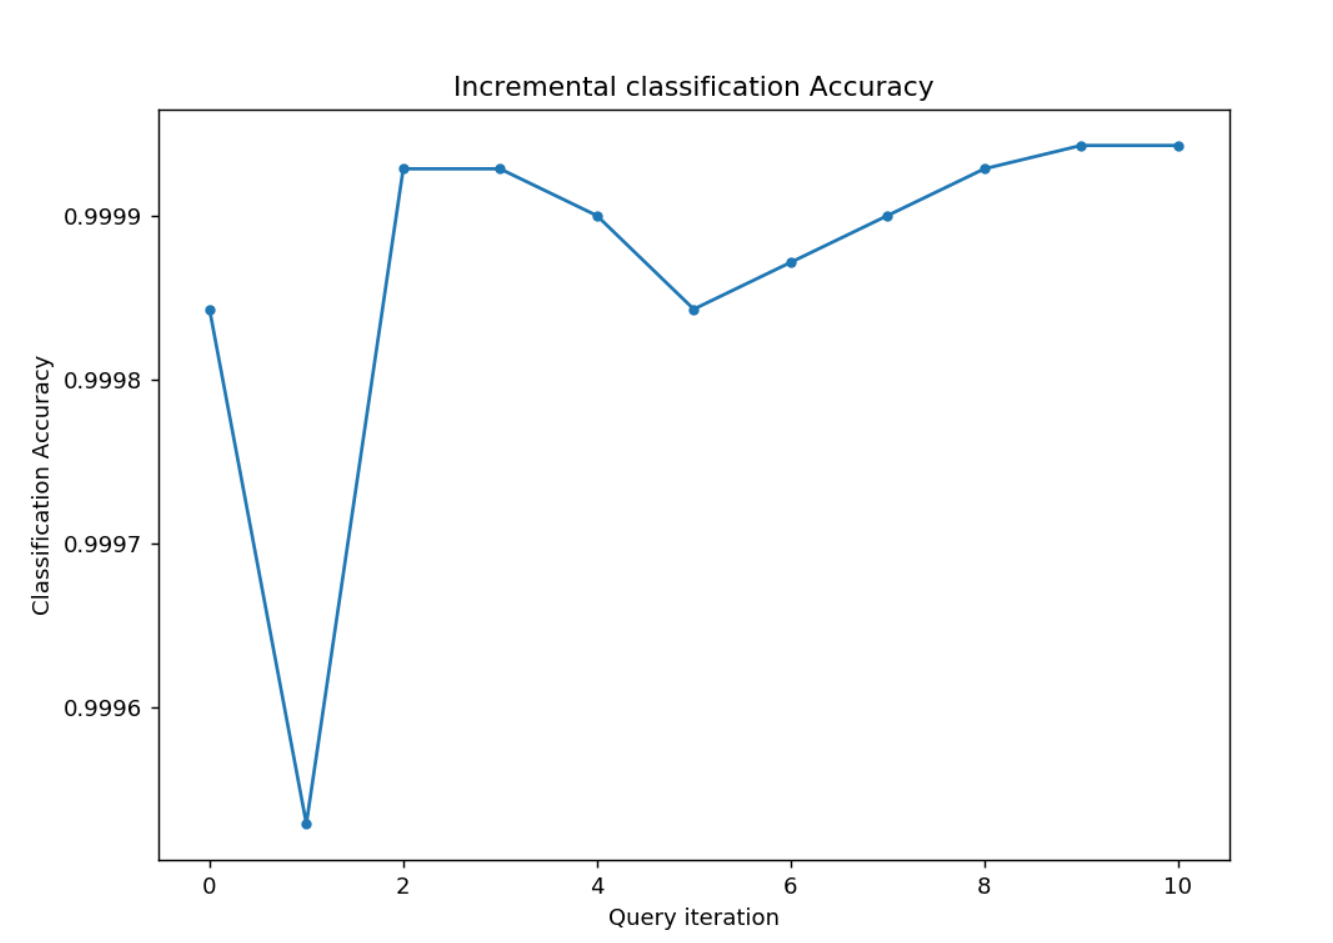 Incremental classification Accuracy
Classification Accuracy
0.9999
0.9998
0.9997
0.9996
0 2 4 6 8 10
Query iteration